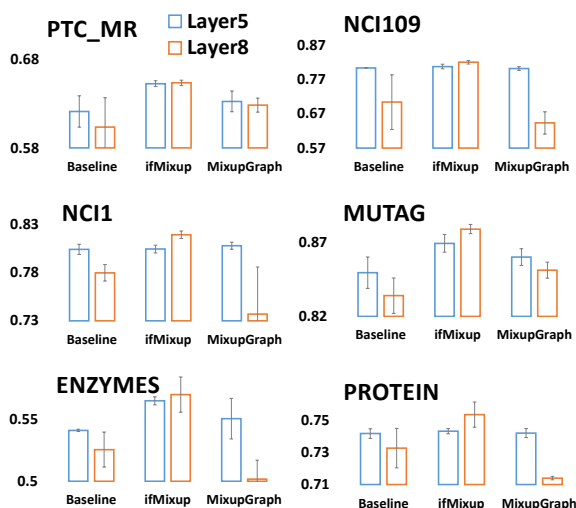 PTC_MR
Layer5
Layer8
0.68
0.58
Baseline ifMixup MixupGraph
NCI109
0.87
0.77
0.67
0.57
Baseline ifMixup MixupGraph
NCI1
0.83
0.78
0.73
Baseline ifMixup MixupGraph
MUTAG
0.87
0.82
Baseline ifMixup MixupGraph
ENZYMES
0.55
0.5
Baseline ifMixup MixupGraph
PROTEIN
0.75
0.73
0.71
Baseline ifMixup MixupGraph